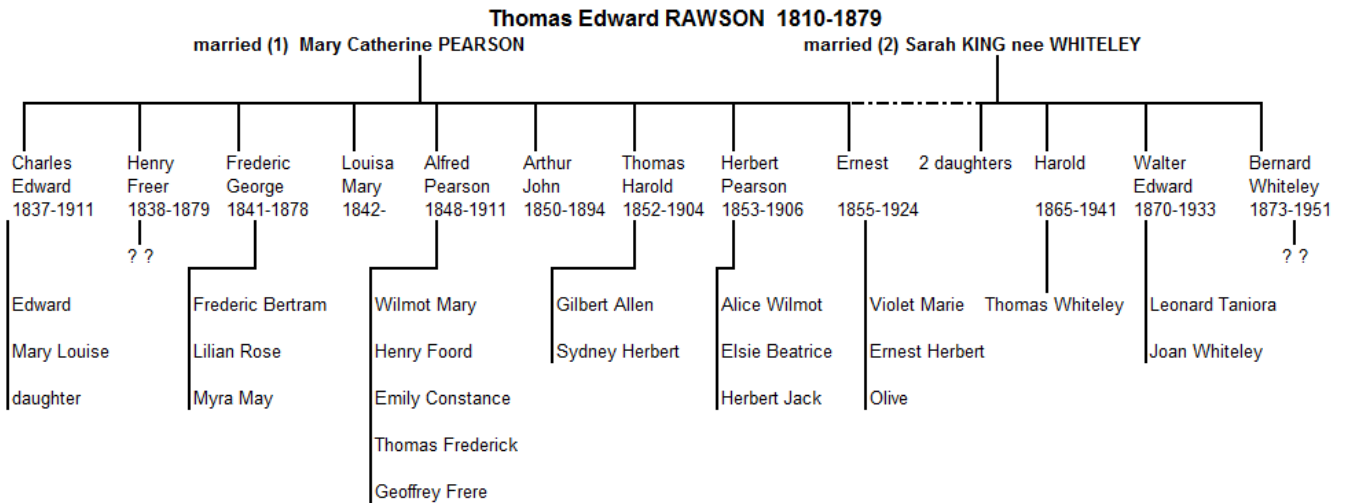 Thomas Edward RAWSON 1810-1879
married (1) Mary Catherine PEARSON
married (2) Sarah KING nee WHITELEY
Charles
Edward
1837-1911
Henry
Freer
1838-1879
? ?
Frederic
George
1841-1878
Louisa
Mary
1842-
Alfred
Pearson
1848-1911
Arthur
John
1850-1894
Thomas
Harold
1852-1904
Herbert
Pearson
1853-1906
Ernest
1855-1924
2 daughters
Harold
1865-1941
Walter
Edward
1870-1933
Bernard
Whiteley
1873-1951
? ?
Edward
Mary Louise
daughter
Frederic Bertram
Lilian Rose
Myra May
Wilmot Mary
Henry Foord
Emily Constance
Thomas Frederick
Geoffrey Frere
Gilbert Allen
Sydney Herbert
Alice Wilmot
Elsie Beatrice
Herbert Jack
Violet Marie
Ernest Herbert
Olive
Thomas Whiteley
Leonard Taniora
Joan Whiteley